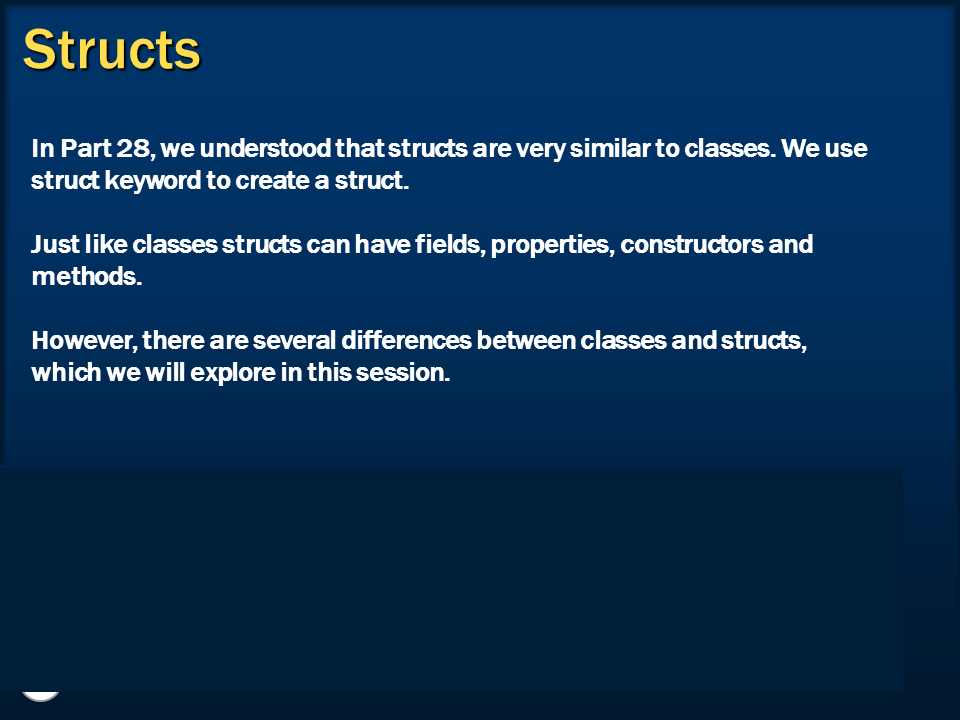 Structs
In Part 28, we understood that structs are very similar to classes. We use
struct keyword to create a struct.
Just like classes structs can have fields, properties, constructors and
methods.
However, there are several differences between classes and structs,
which we will explore in this session.